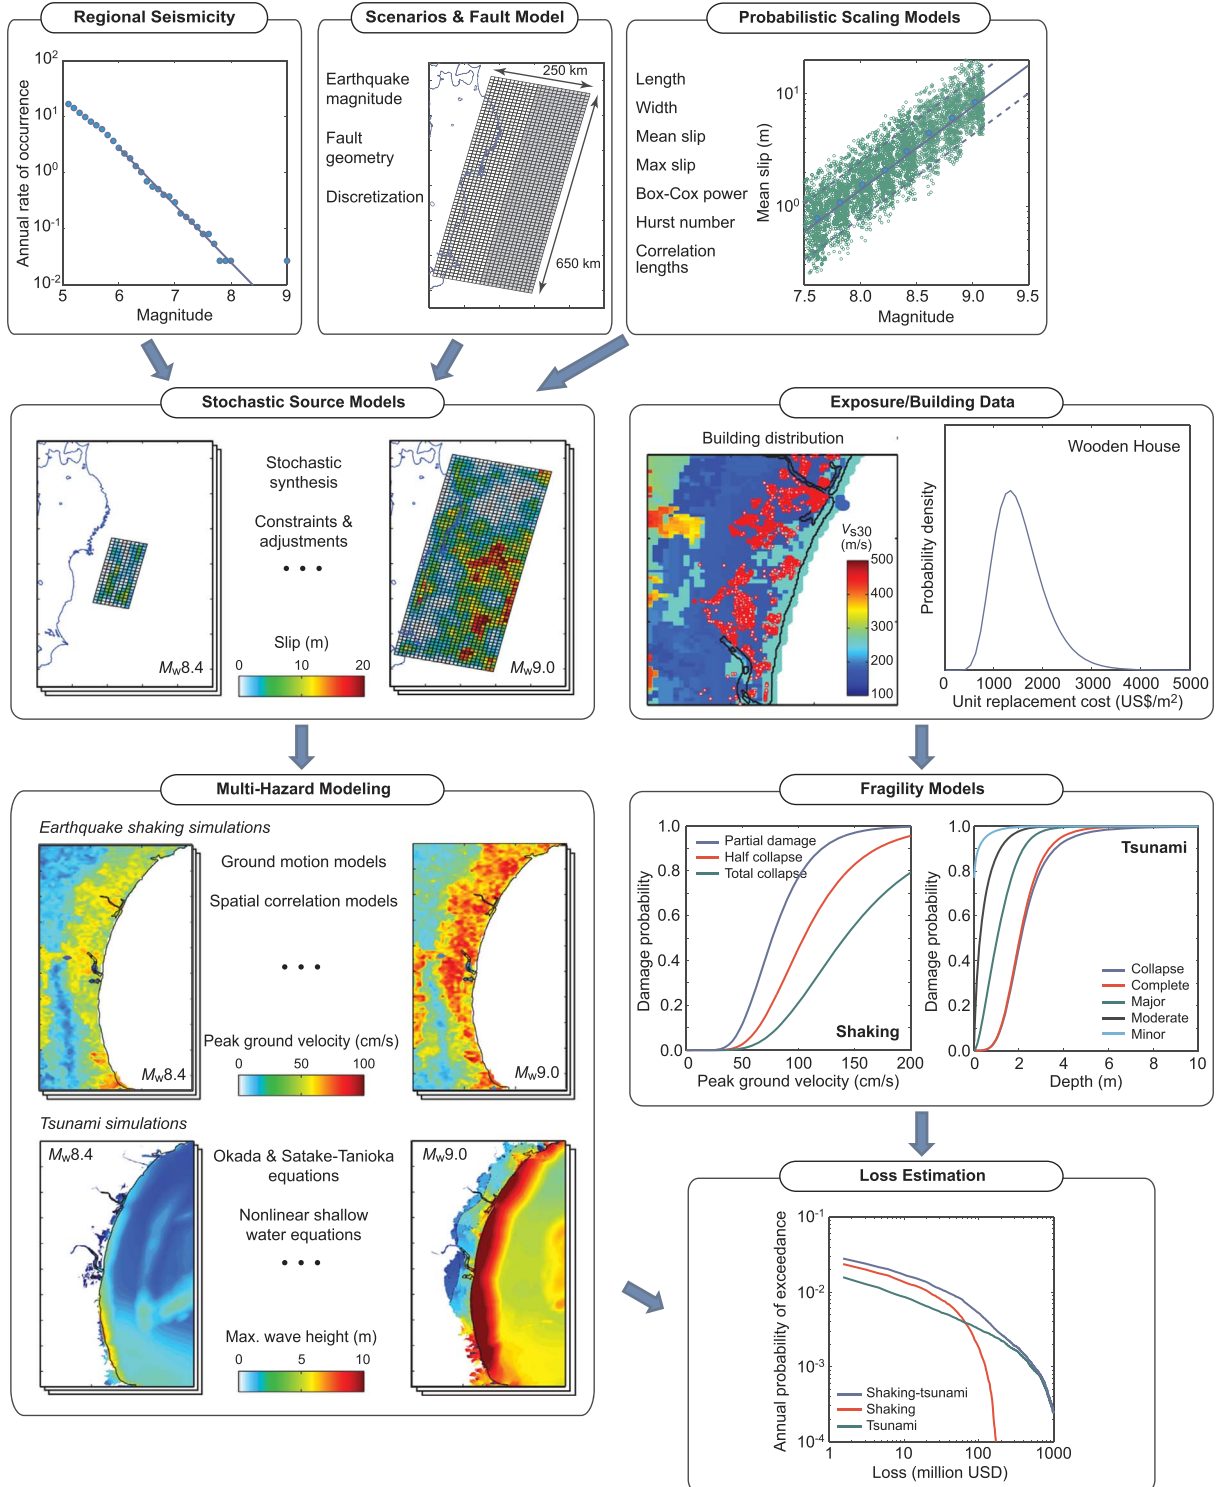 Regional Seismicity
Annual rate of occurrence
10²
10¹
10⁰
10⁻¹
10⁻²
5 6 7 8 9
Magnitude
Scenarios & Fault Model
Earthquake
magnitude
Fault
geometry
Discretization
250 km
650 km
Probabilistic Scaling Models
Length
Width
Mean slip
Max slip
Box-Cox power
Hurst number
Correlation
lengths
Mean slip (m)
10¹
10⁰
7.5 8.0 8.5 9.0 9.5
Magnitude
Stochastic Source Models
Stochastic
synthesis
Constraints &
adjustments
• • •
Slip (m)
0 10 20
Mw8.4
Mw9.0
Exposure/Building Data
Building distribution
Vs30
(m/s)
500
400
300
200
100
Wooden House
Probability density
0 1000 2000 3000 4000 5000
Unit replacement cost (US$/m²)
Multi-Hazard Modeling
Earthquake shaking simulations
Ground motion models
Spatial correlation models
• • •
Peak ground velocity (cm/s)
0 50 100
Mw8.4
Mw9.0
Tsunami simulations
Mw8.4
Okada & Satake-Tanioka
equations
Nonlinear shallow
water equations
• • •
Max. wave height (m)
0 5 10
Mw9.0
Fragility Models
Damage probability
1.0
0.8
0.6
0.4
0.2
0.0
Partial damage
Half collapse
Total collapse
Shaking
0 50 100 150 200
Peak ground velocity (cm/s)
Damage probability
1.0
0.8
0.6
0.4
0.2
0.0
Tsunami
Collapse
Complete
Major
Moderate
Minor
0 2 4 6 8 10
Depth (m)
Loss Estimation
Annual probability of exceedance
10⁻¹
10⁻²
10⁻³
10⁻⁴
Shaking-tsunami
Shaking
Tsunami
1 10 100 1000
Loss (million USD)